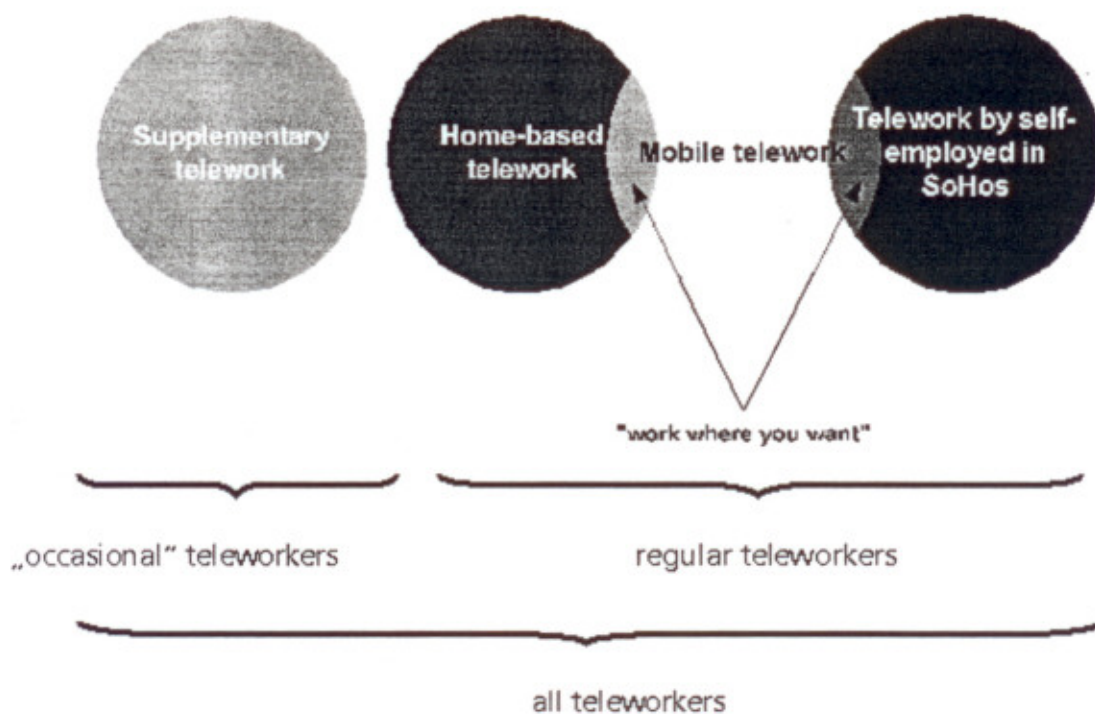 Supplementary
telework
Home-based
telework
Mobile telework
Telework by self-
employed in
SoHos
"work where you want"
„occasional“ teleworkers
regular teleworkers
all teleworkers